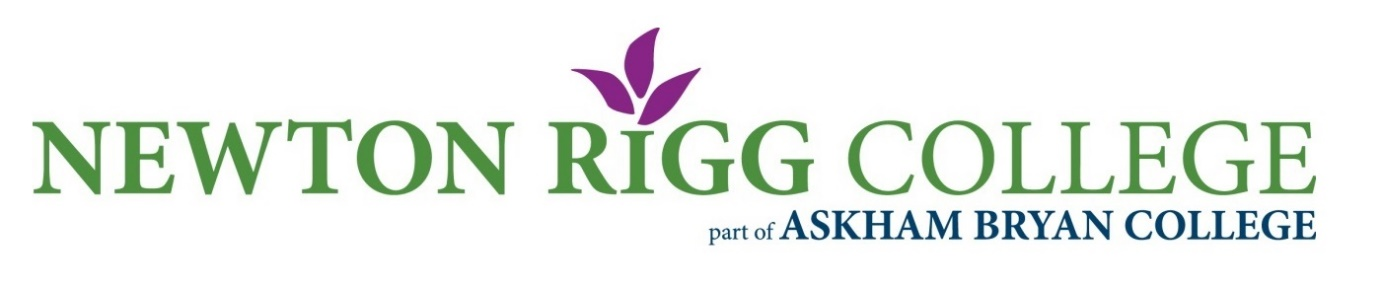 NEWTON RIGG COLLEGE
part of ASKHAM BRYAN COLLEGE